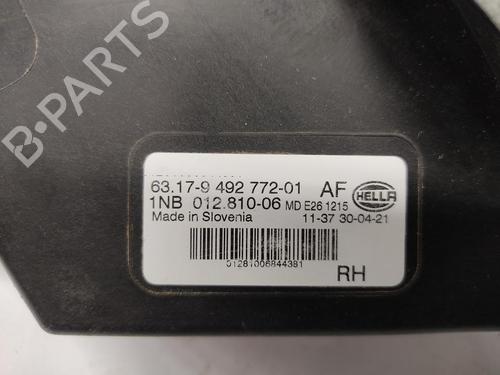 B-PARTS
63.17-9 492 772-01 AF HELLA
1NB 012.810-06 MD E26 1215
Made in Slovenia 11-37 30-04-21
01281006844381
RH